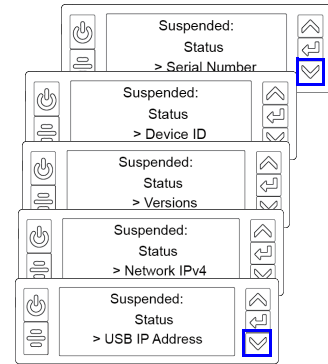 Suspended:
Status
> Serial Number
Suspended:
Status
> Device ID
Suspended:
Status
> Versions
Suspended:
Status
> Network IPv4
Suspended:
Status
> USB IP Address